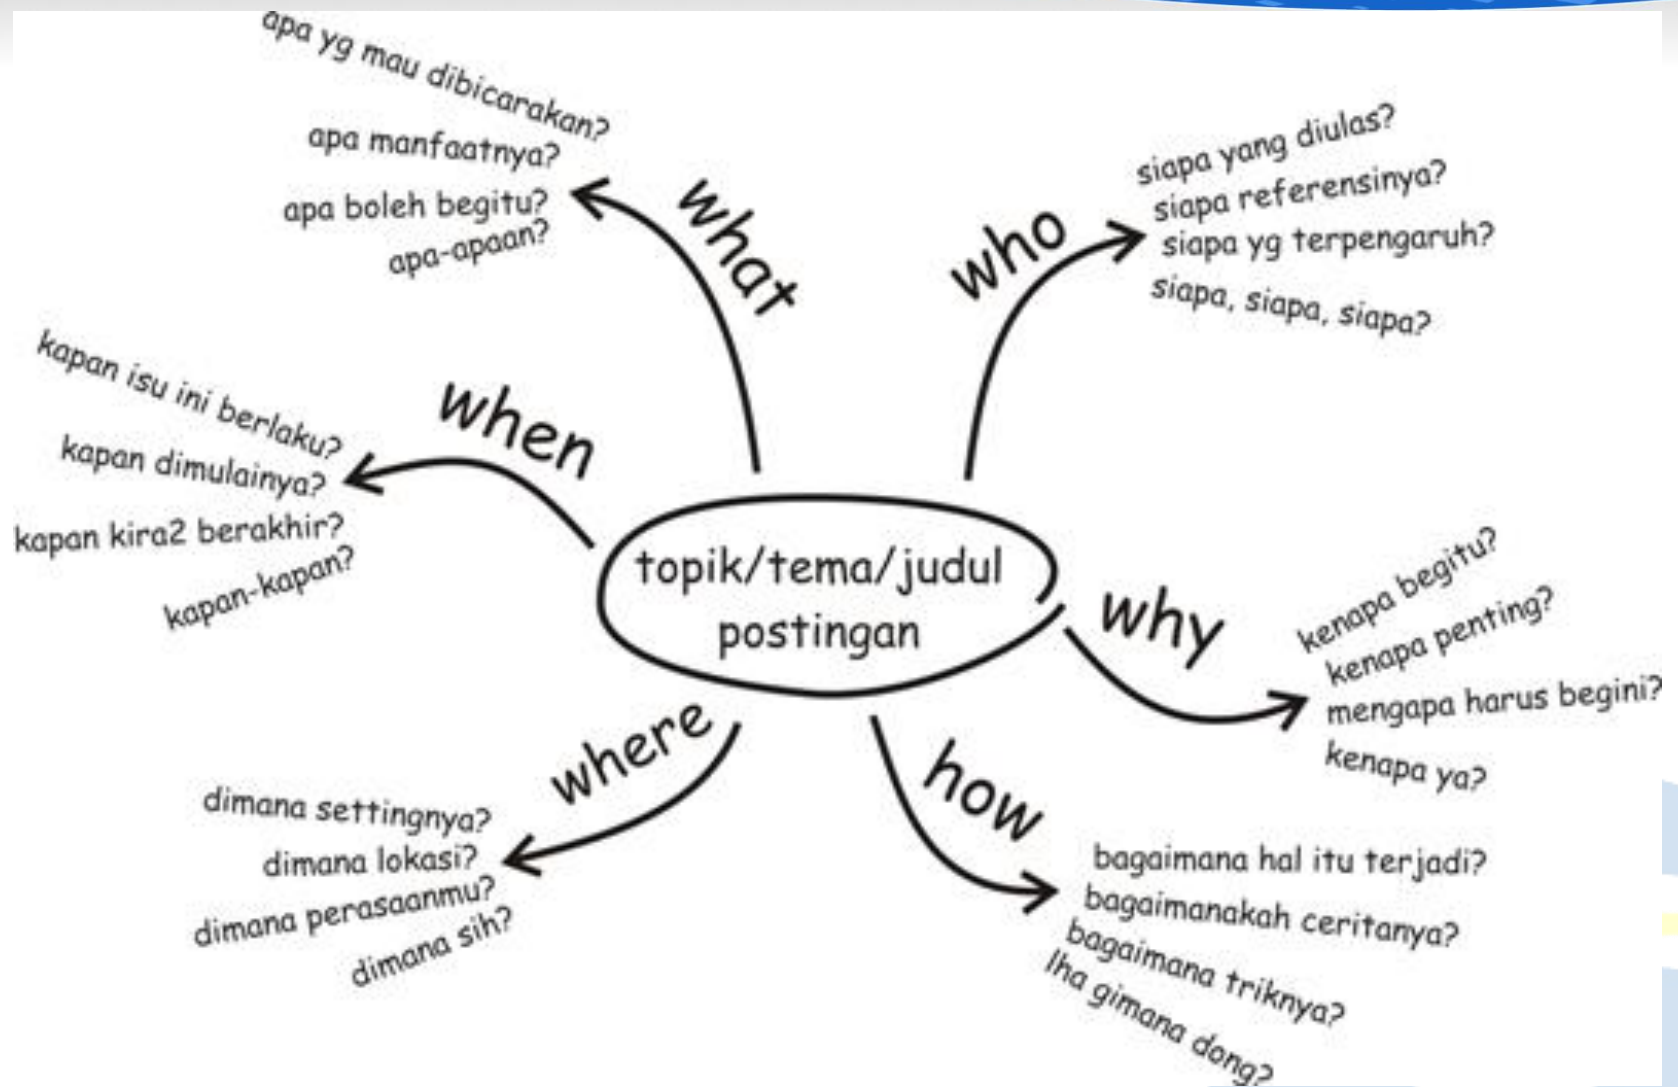 what
apa yg mau dibicarakan?
apa manfaatnya?
apa boleh begitu?
apa-apaan?
who
siapa yang diulas?
siapa referensinya?
siapa yg terpengaruh?
siapa, siapa, siapa?
when
kapan isu ini berlaku?
kapan dimulainya?
kapan kira2 berakhir?
kapan-kapan?
topik/tema/judul
postingan
why
kenapa begitu?
kenapa penting?
mengapa harus begini?
kenapa ya?
where
dimana settingnya?
dimana lokasi?
dimana perasaanmu?
dimana sih?
how
bagaimana hal itu terjadi?
bagaimanakah ceritanya?
bagaimana triknya?
lha gimana dong?